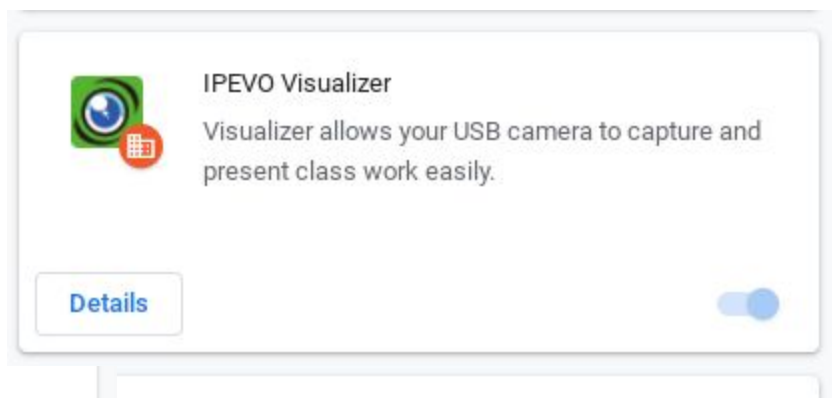 IPEVO Visualizer
Visualizer allows your USB camera to capture and
present class work easily.
Details